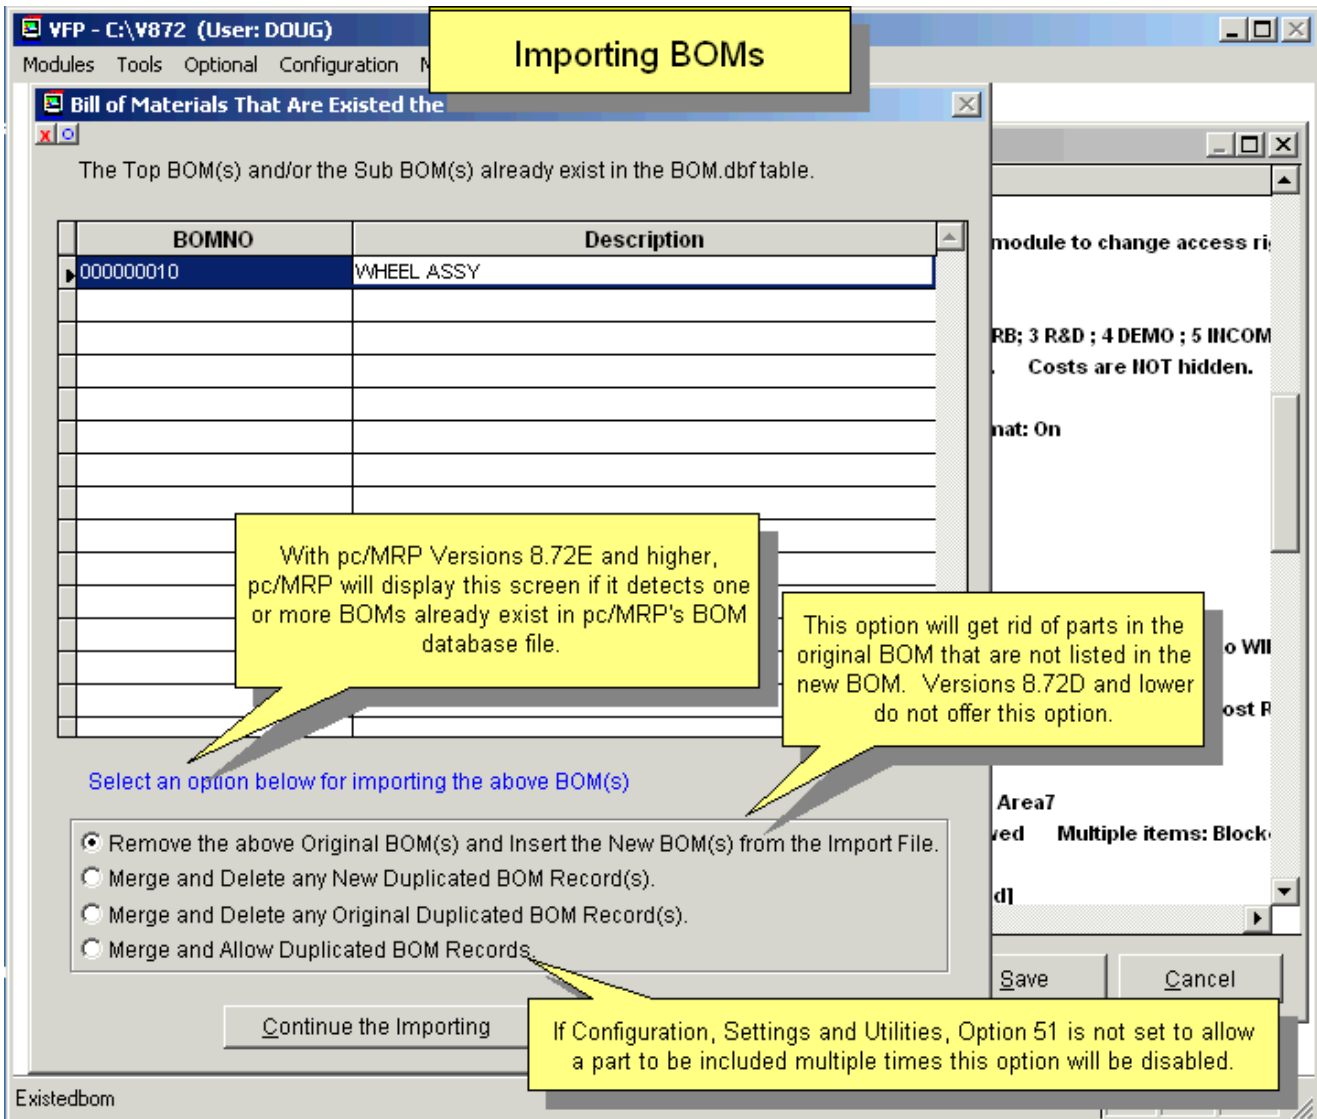 VFP - C:\V872 (User: DOUG)
Importing BOMs
Modules Tools Optional Configuration
Bill of Materials That Are Existed the
The Top BOM(s) and/or the Sub BOM(s) already exist in the BOM.dbf table.
BOMNO Description
000000010 WHEEL ASSY
module to change access ri
RB; 3 R&D ; 4 DEMO ; 5 INCOM
. Costs are NOT hidden.
mat: On
With pc/MRP Versions 8.72E and higher,
pc/MRP will display this screen if it detects one
or more BOMs already exist in pc/MRP's BOM
database file.
This option will get rid of parts in the
original BOM that are not listed in the
new BOM. Versions 8.72D and lower
do not offer this option.
o WI
ost R
Select an option below for importing the above BOM(s)
Area7
Remove the above Original BOM(s) and Insert the New BOM(s) from the Import File.
wed Multiple items: Block
Merge and Delete any New Duplicated BOM Record(s).
d]
Merge and Delete any Original Duplicated BOM Record(s).
Merge and Allow Duplicated BOM Records.
Save Cancel
Continue the Importing
If Configuration, Settings and Utilities, Option 51 is not set to allow
a part to be included multiple times this option will be disabled.
Existedbom